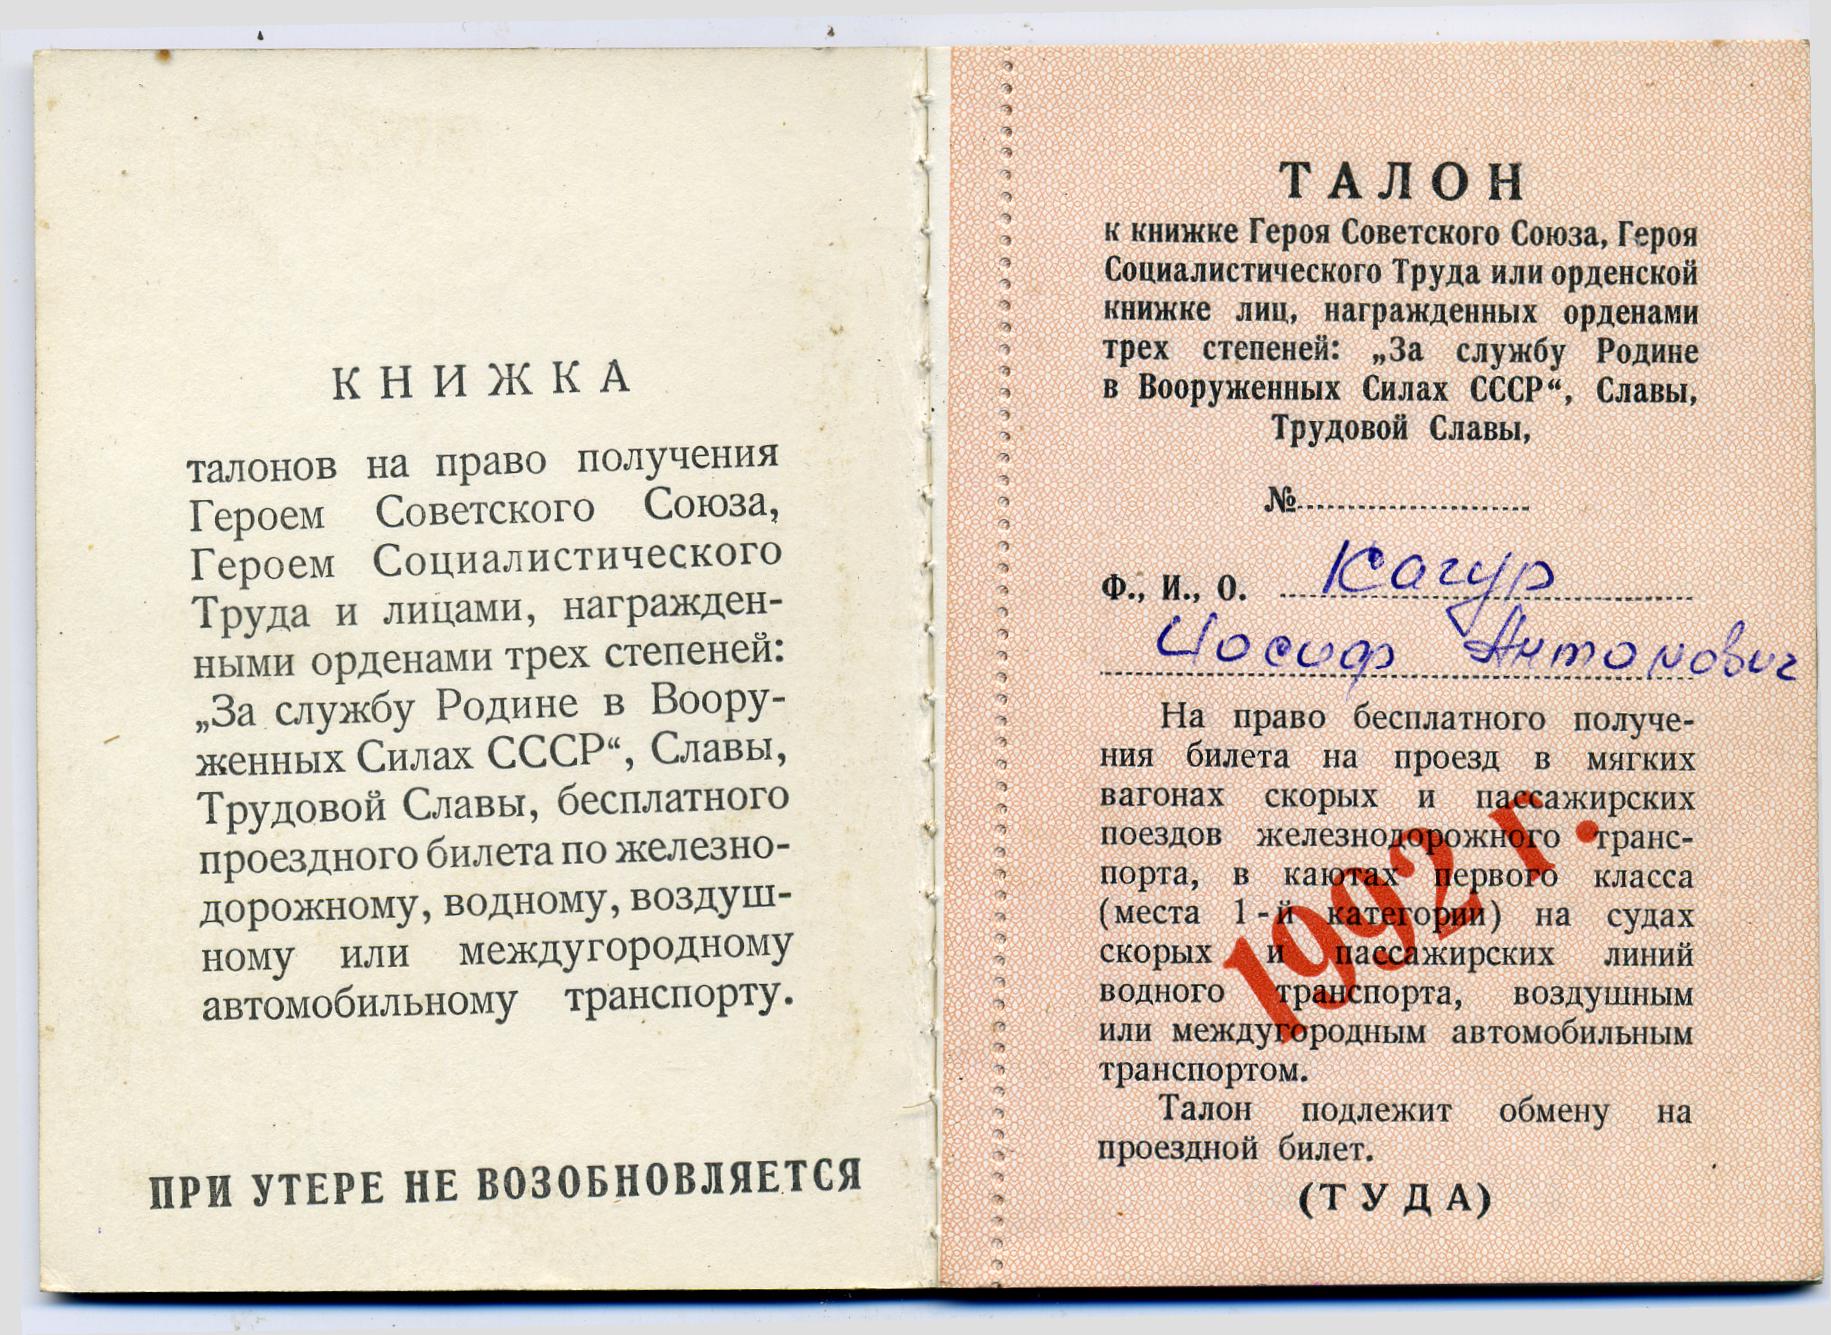 КНИЖКА
талонов на право получения
Героем Советского Союза,
Героем Социалистического
Труда и лицами, награжден-
ными орденами трех степеней:
„За службу Родине в Воору-
женных Силах СССР“, Славы,
Трудовой Славы, бесплатного
проездного билета по железно-
дорожному, водному, воздуш-
ному или междугородному
автомобильному транспорту.
ПРИ УТЕРЕ НЕ ВОЗОБНОВЛЯЕТСЯ
ТАЛОН
к книжке Героя Советского Союза, Героя
Социалистического Труда или орденской
книжке лиц, награжденных орденами
трех степеней: „За службу Родине
в Вооруженных Силах СССР“, Славы,
Трудовой Славы,
№
Ф., И., О. Кагур
Иосиф Антонович
На право бесплатного получе-
ния билета на проезд в мягких
вагонах скорых и пассажирских
поездов железнодорожного транс-
порта, в каютах первого класса
(места 1-й категории) на судах
скорых и пассажирских линий
водного транспорта, воздушным
или междугородным автомобильным
транспортом.
Талон подлежит обмену на
проездной билет.
(ТУДА)
1992 г.